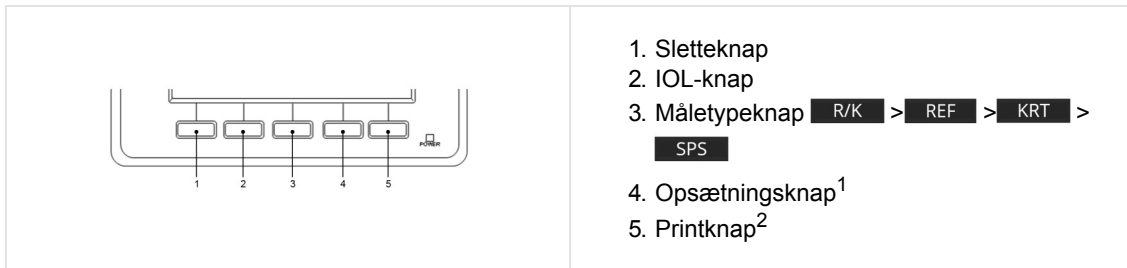 POWER
1 2 3 4 5
1. Sletteknap
2. IOL-knap
3. Måletypeknap R/K > REF > KRT >
SPS
4. Opsætningsknap1
5. Printknap2